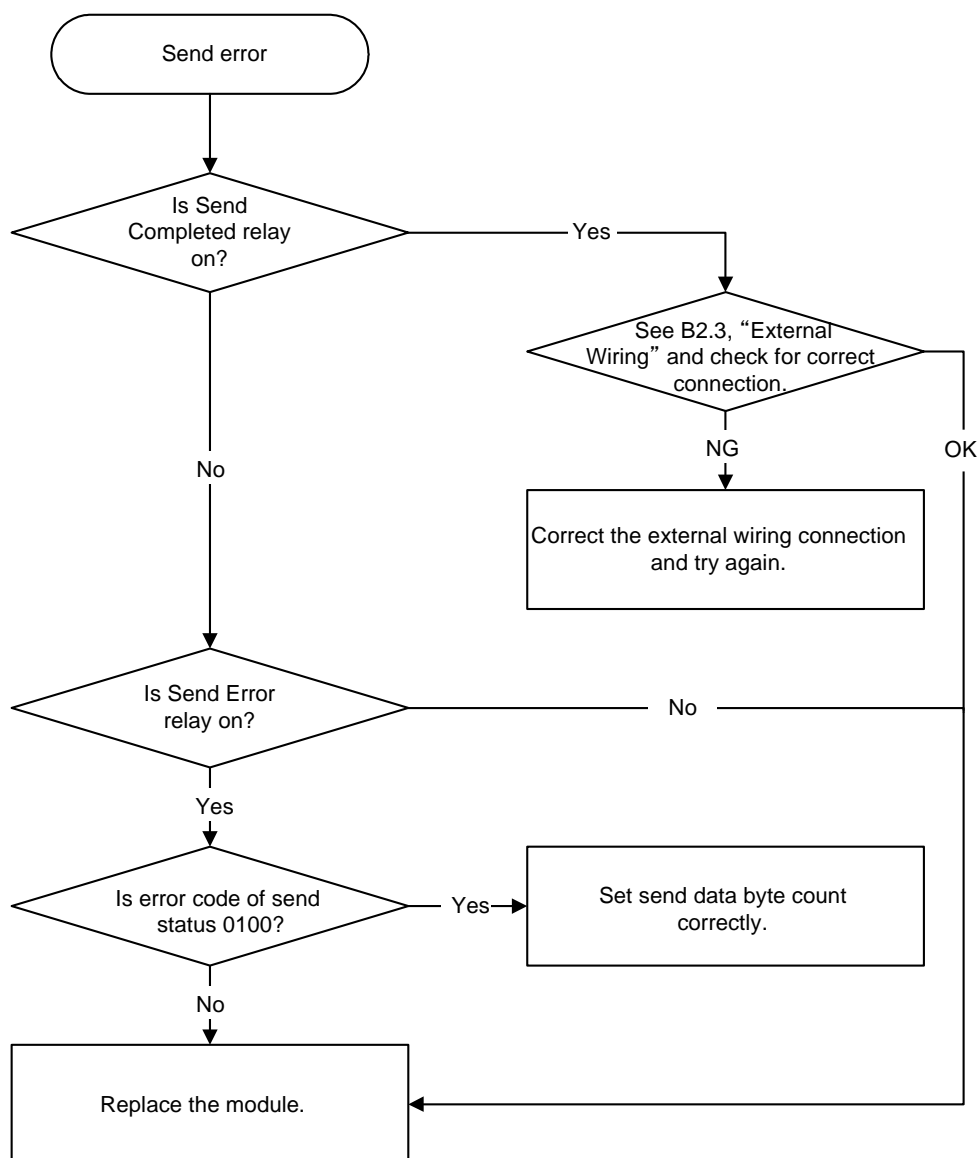 Send error
Is Send
Completed relay
on?
Yes
See B2.3, “External
Wiring” and check for correct
connection.
NG
OK
No
Correct the external wiring connection
and try again.
Is Send Error
relay on?
No
Yes
Is error code of send
status 0100?
Yes
Set send data byte count
correctly.
No
Replace the module.